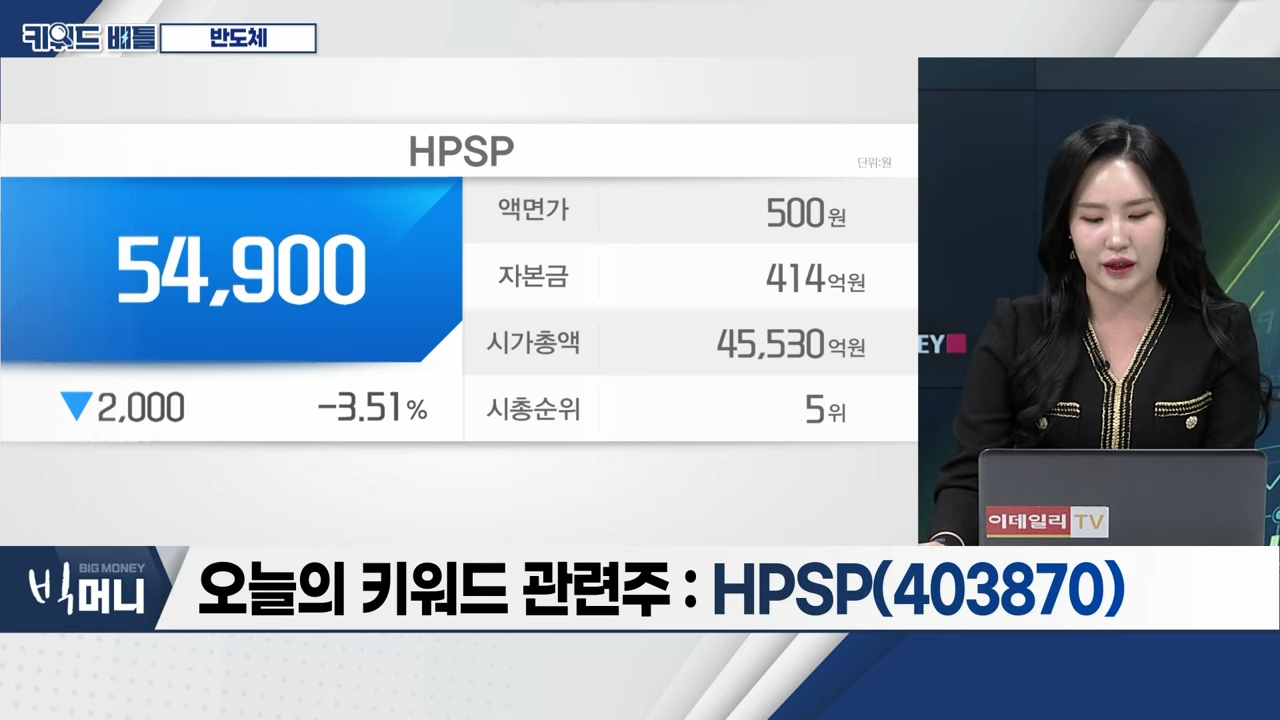 키워드 배틀
반도체
HPSP
단위:원
54,900
▼2,000 -3.51%
액면가 500원
자본금 414억원
시가총액 45,530억원
시총순위 5위
EY
이데일리 TV
빅머니
BIG MONEY
오늘의 키워드 관련주 : HPSP(403870)